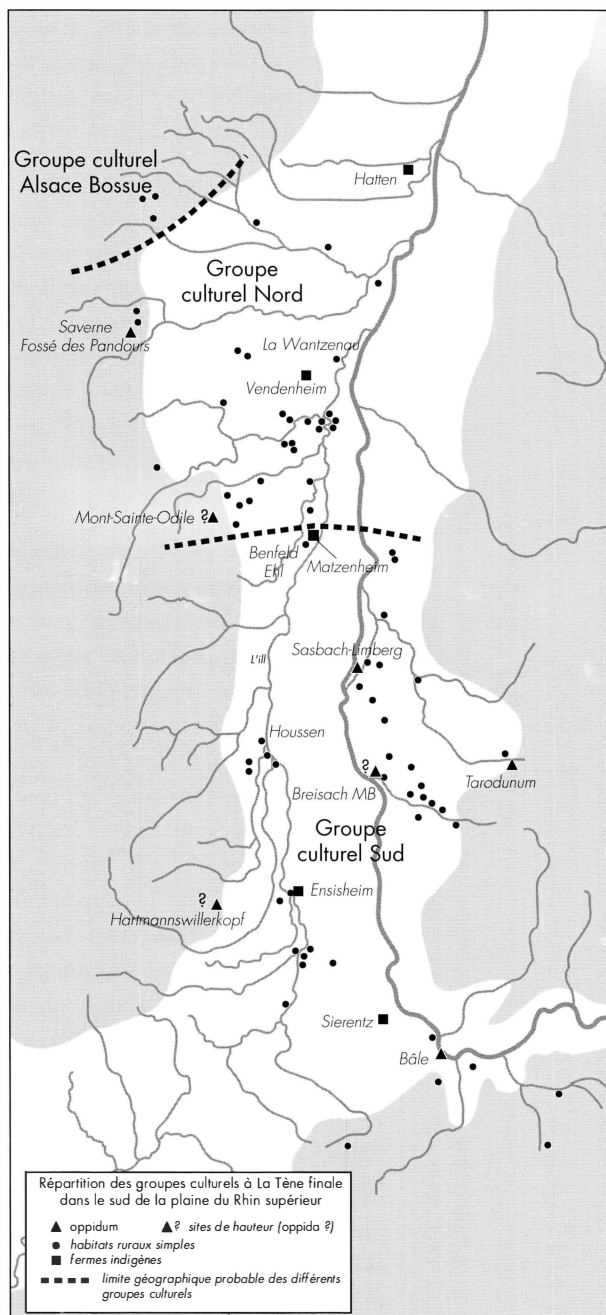 Groupe culturel
Alsace Bossue
Hatten
Groupe
culturel Nord
Saverne
Fossé des Pandours
La Wantzenau
Vendenheim
?
Mont-Sainte-Odile
Benfeld
Ehl
Matzenheim
L'ill
Sasbach-Limberg
Houssen
?
Breisach MB
Tarodunum
Groupe
culturel Sud
?
Hartmannswillerkopf
Ensisheim
Sierentz
Bâle
Répartition des groupes culturels à La Tène finale
dans le sud de la plaine du Rhin supérieur
oppidum
? sites de hauteur (oppida ?)
habitats ruraux simples
fermes indigènes
limite géographique probable des différents
groupes culturels